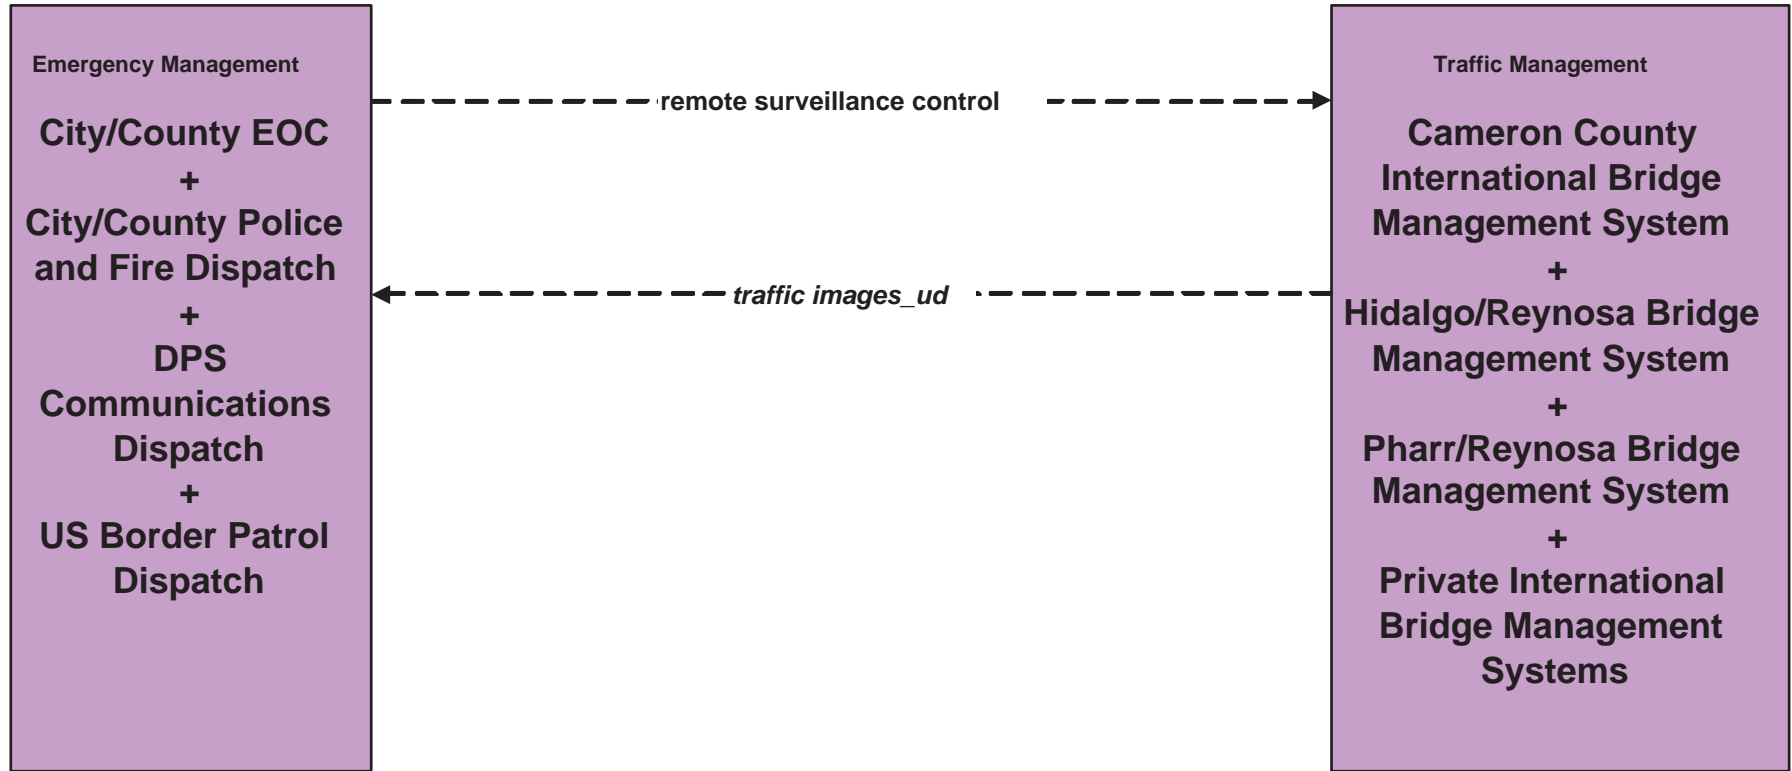 Emergency Management
City/County EOC
+
City/County Police
and Fire Dispatch
+
DPS
Communications
Dispatch
+
US Border Patrol
Dispatch
remote surveillance control
traffic images_ud
Traffic Management
Cameron County
International Bridge
Management System
+
Hidalgo/Reynosa Bridge
Management System
+
Pharr/Reynosa Bridge
Management System
+
Private International
Bridge Management
Systems